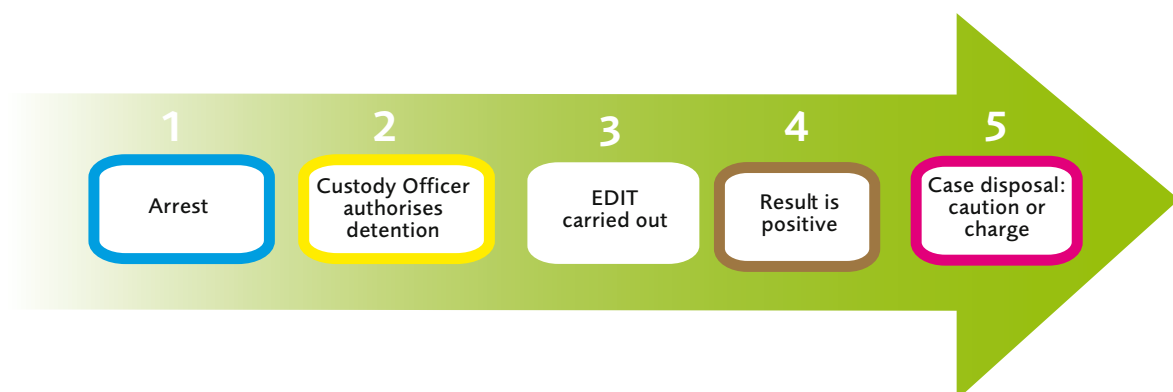 1
Arrest
2
Custody Officer
authorises
detention
3
EDIT
carried out
4
Result is
positive
5
Case disposal:
caution or
charge